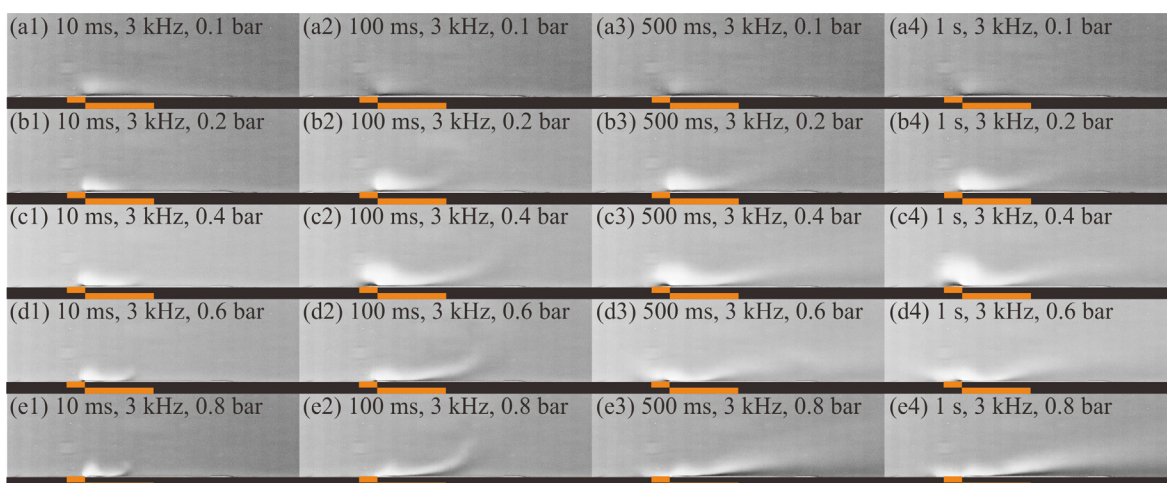 (a1) 10 ms, 3 kHz, 0.1 bar
(a2) 100 ms, 3 kHz, 0.1 bar
(a3) 500 ms, 3 kHz, 0.1 bar
(a4) 1 s, 3 kHz, 0.1 bar
(b1) 10 ms, 3 kHz, 0.2 bar
(b2) 100 ms, 3 kHz, 0.2 bar
(b3) 500 ms, 3 kHz, 0.2 bar
(b4) 1 s, 3 kHz, 0.2 bar
(c1) 10 ms, 3 kHz, 0.4 bar
(c2) 100 ms, 3 kHz, 0.4 bar
(c3) 500 ms, 3 kHz, 0.4 bar
(c4) 1 s, 3 kHz, 0.4 bar
(d1) 10 ms, 3 kHz, 0.6 bar
(d2) 100 ms, 3 kHz, 0.6 bar
(d3) 500 ms, 3 kHz, 0.6 bar
(d4) 1 s, 3 kHz, 0.6 bar
(e1) 10 ms, 3 kHz, 0.8 bar
(e2) 100 ms, 3 kHz, 0.8 bar
(e3) 500 ms, 3 kHz, 0.8 bar
(e4) 1 s, 3 kHz, 0.8 bar